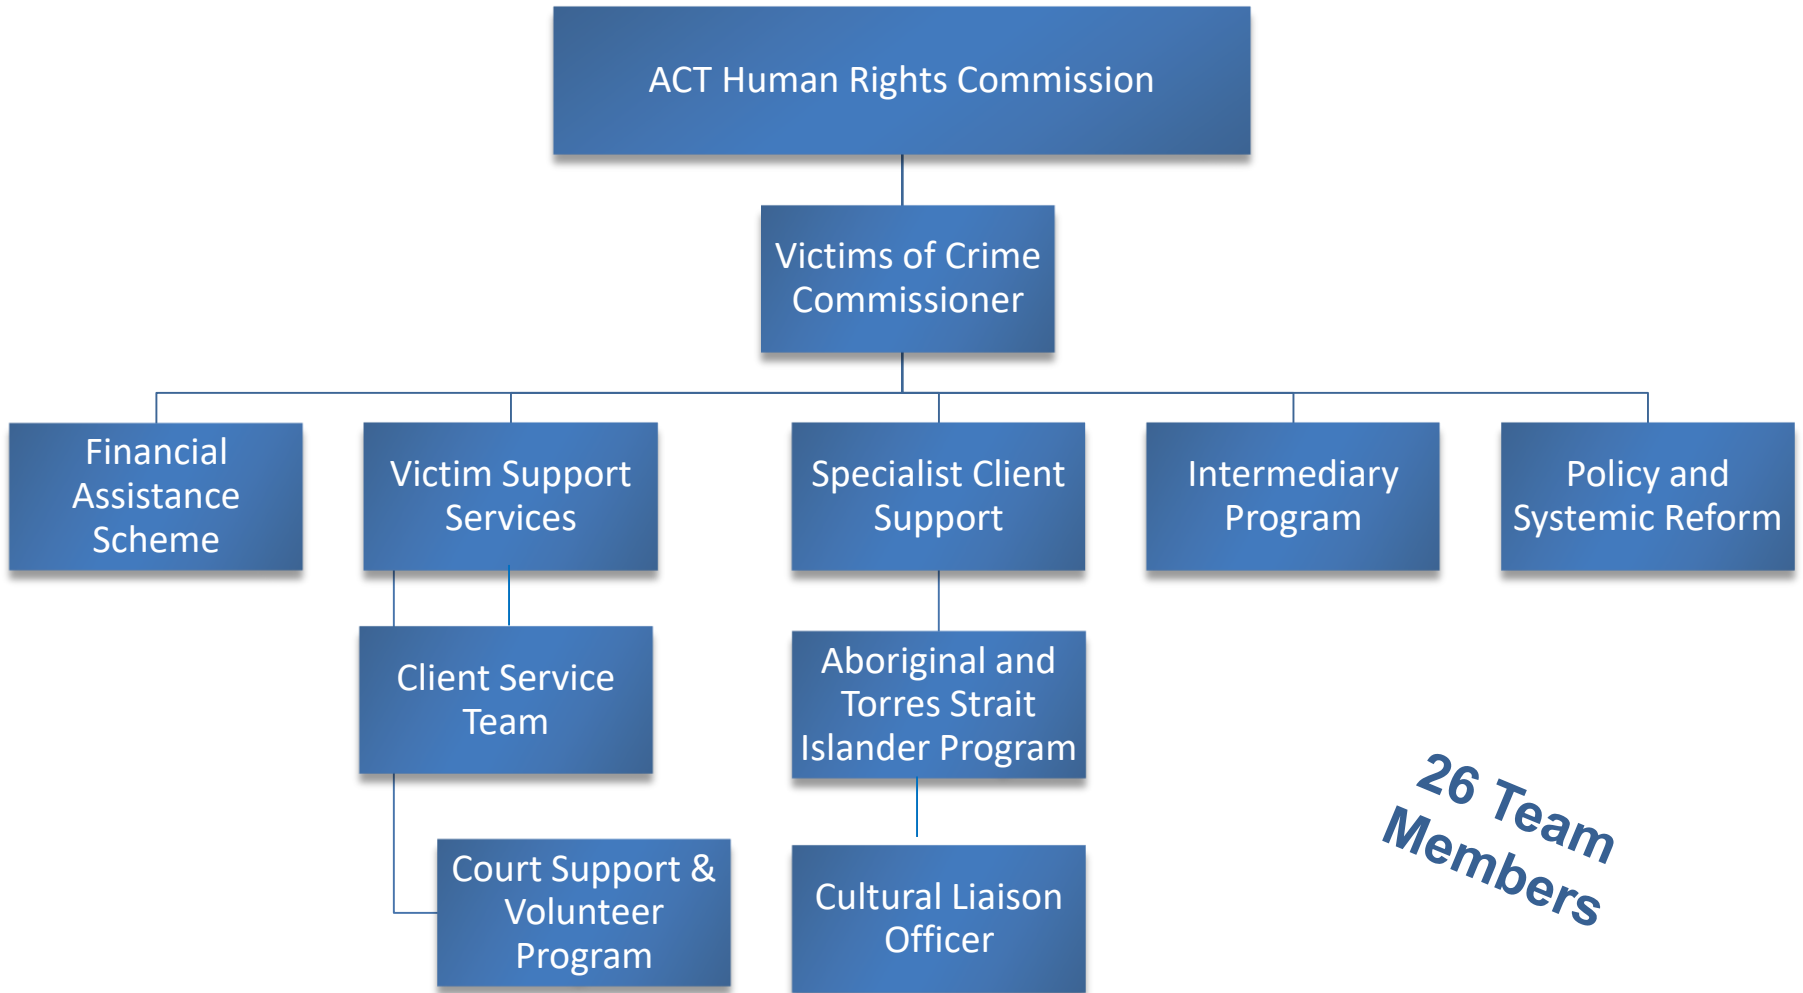 ACT Human Rights Commission
Victims of Crime
Commissioner
Financial
Assistance
Scheme
Victim Support
Services
Specialist Client
Support
Intermediary
Program
Policy and
Systemic Reform
Client Service
Team
Aboriginal and
Torres Strait
Islander Program
Court Support &
Volunteer
Program
Cultural Liaison
Officer
26 Team
Members